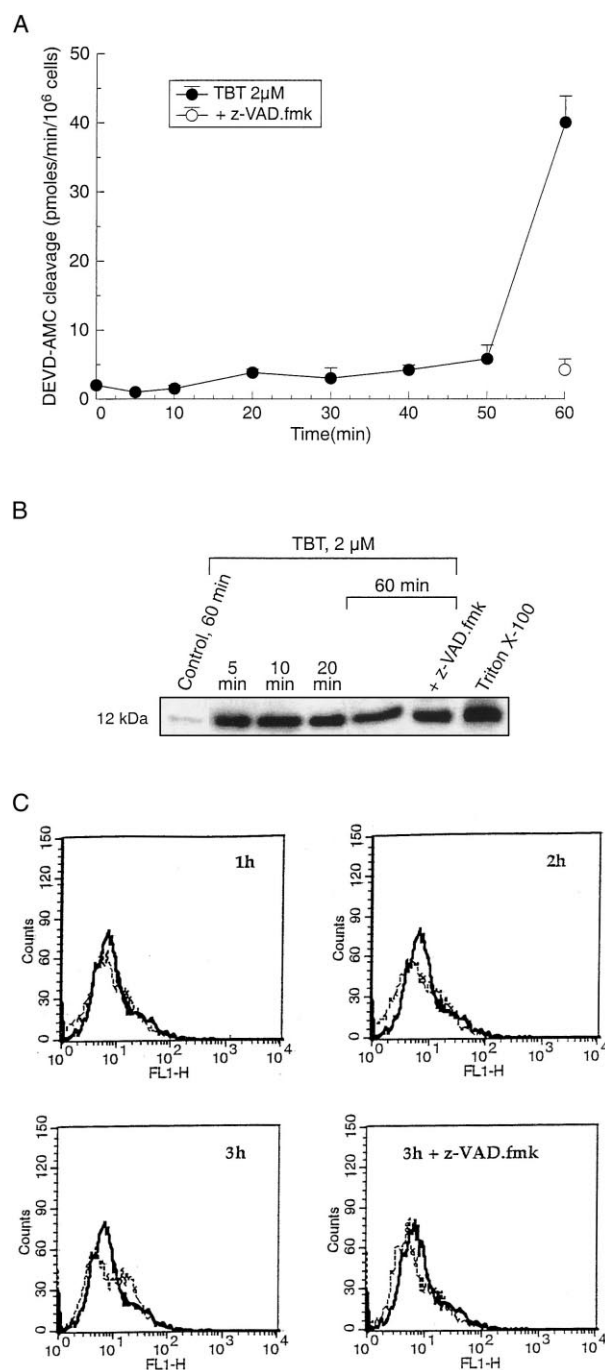 A
DEVD-AMC cleavage (pmoles/min/10⁶ cells)
50
40
30
20
10
0
TBT 2µM
+ z-VAD.fmk
0 10 20 30 40 50 60
Time(min)
B
TBT, 2 µM
60 min
Control, 60 min
5 min
10 min
20 min
+ z-VAD.fmk
Triton X-100
12 kDa
C
1h
Counts
150
120
90
60
30
0
10⁰ 10¹ 10² 10³ 10⁴
FL1-H
2h
Counts
150
120
90
60
30
0
10⁰ 10¹ 10² 10³ 10⁴
FL1-H
3h
Counts
150
120
90
60
30
0
10⁰ 10¹ 10² 10³ 10⁴
FL1-H
3h + z-VAD.fmk
Counts
150
120
90
60
30
0
10⁰ 10¹ 10² 10³ 10⁴
FL1-H